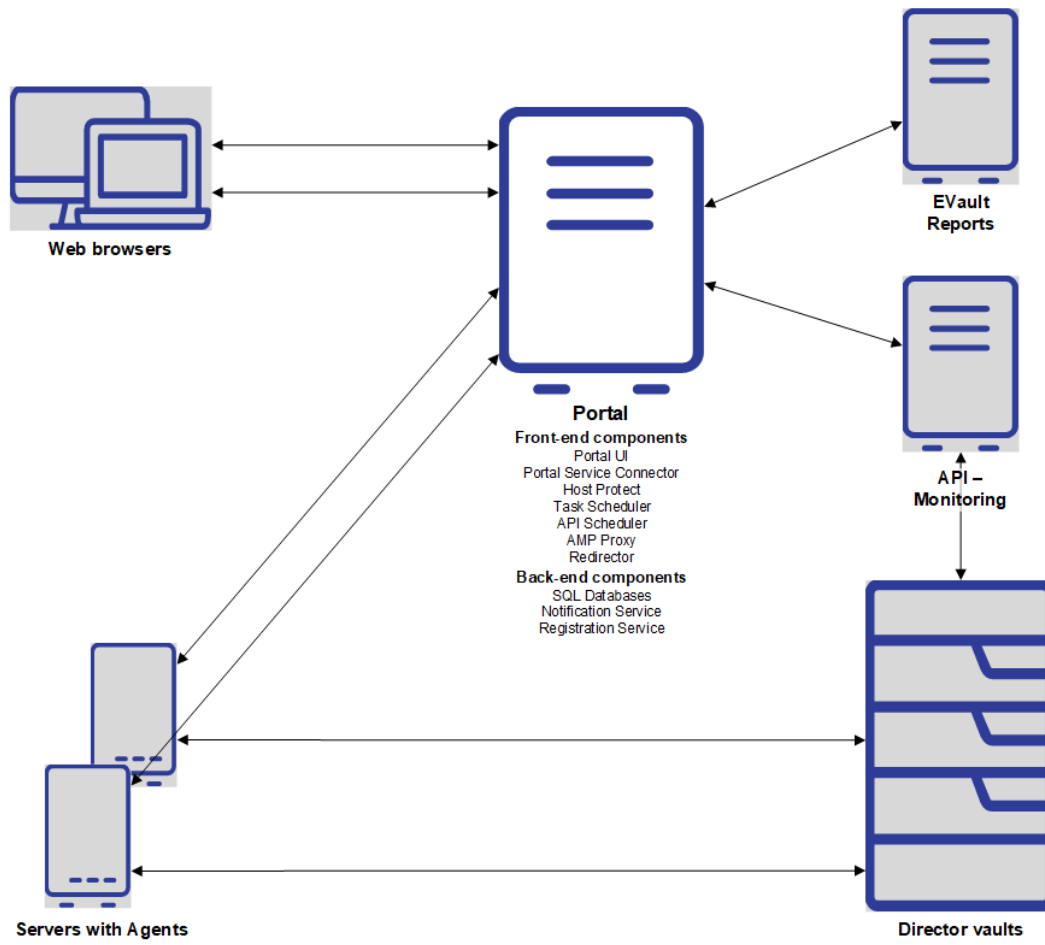 Web browsers
EVault
Reports
Portal
Front-end components
Portal UI
Portal Service Connector
Host Protect
Task Scheduler
API Scheduler
AMP Proxy
Redirector
Back-end components
SQL Databases
Notification Service
Registration Service
API –
Monitoring
Servers with Agents
Director vaults